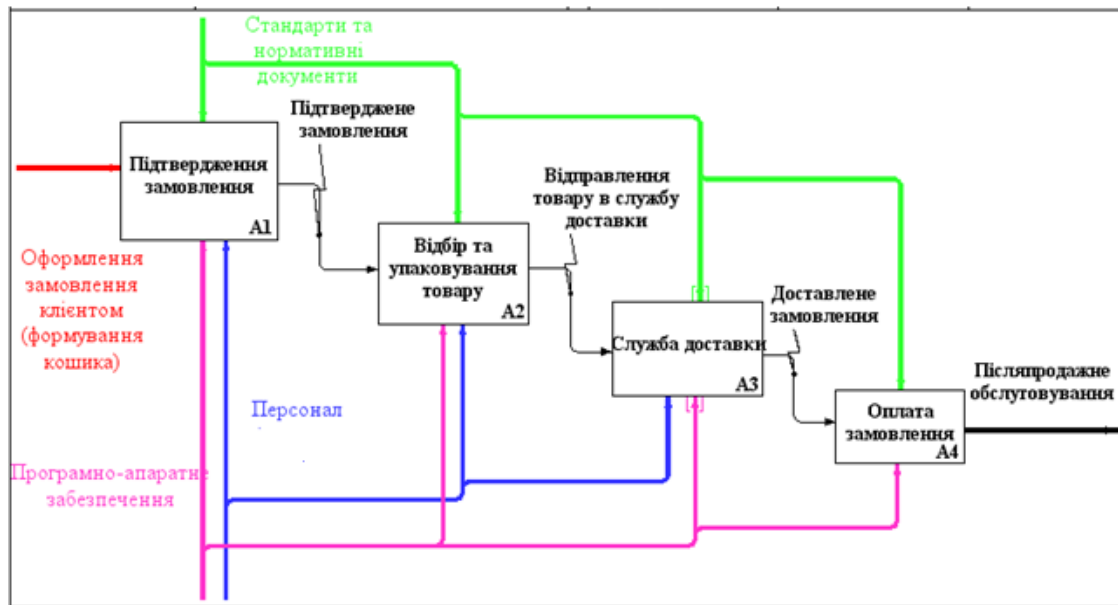 Стандарти та
нормативні
документи
Підтверджене
замовлення
Підтвердження
замовлення
A1
Відправлення
товару в службу
доставки
Відбір та
упаковування
товару
A2
Оформлення
замовлення
клієнтом
(формування
кошика)
Доставлене
замовлення
Служба доставки
A3
Післяпродажне
обслутовування
Оплата
замовлення
A4
Персонал
Програмно-апаратне
забезпечення